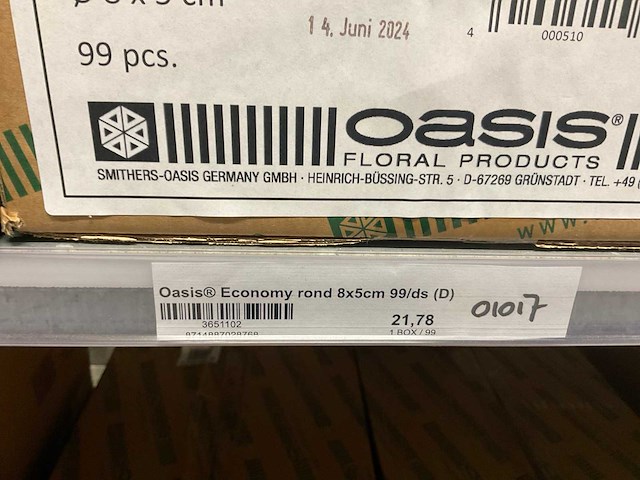 14. Juni 2024
99 pcs.
4 000510
oasis®
FLORAL PRODUCTS
SMITHERS-OASIS GERMANY GMBH · HEINRICH-BÜSSING-STR. 5 · D-67269 GRÜNSTADT · TEL. +49
www.
Oasis® Economy rond 8x5cm 99/ds (D)
3651102
21,78
1 BOX / 99
01017